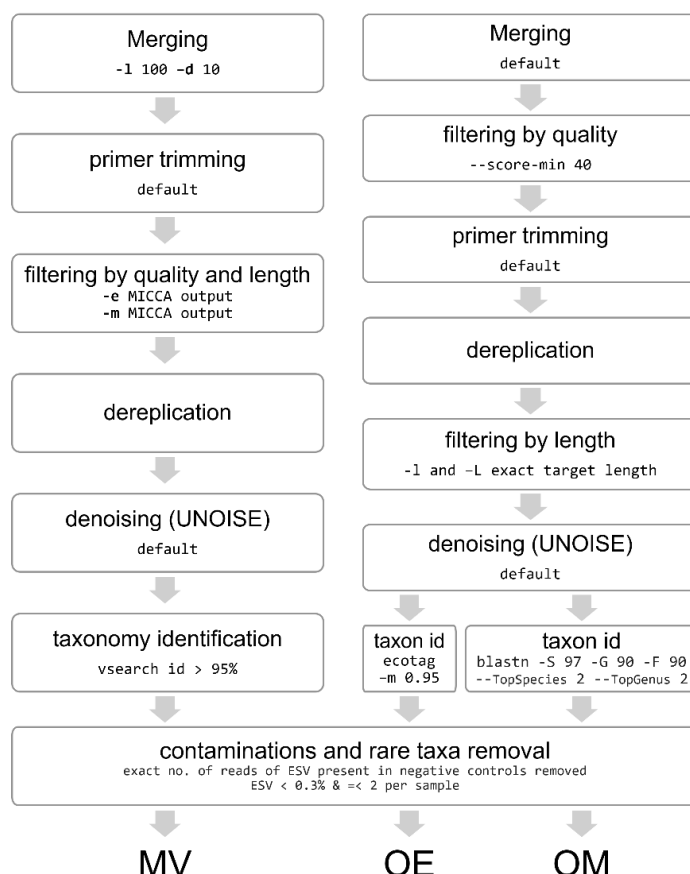 Merging
-l 100 –d 10
primer trimming
default
filtering by quality and length
-e MICCA output
-m MICCA output
dereplication
denoising (UNOISE)
default
taxonomy identification
vsearch id > 95%
Merging
default
filtering by quality
--score-min 40
primer trimming
default
dereplication
filtering by length
-l and –L exact target length
denoising (UNOISE)
default
taxon id
ecotag
–m 0.95
taxon id
blastn -S 97 -G 90 -F 90
--TopSpecies 2 --TopGenus 2
contaminations and rare taxa removal
exact no. of reads of ESV present in negative controls removed
ESV < 0.3% & =< 2 per sample
MV OE OM